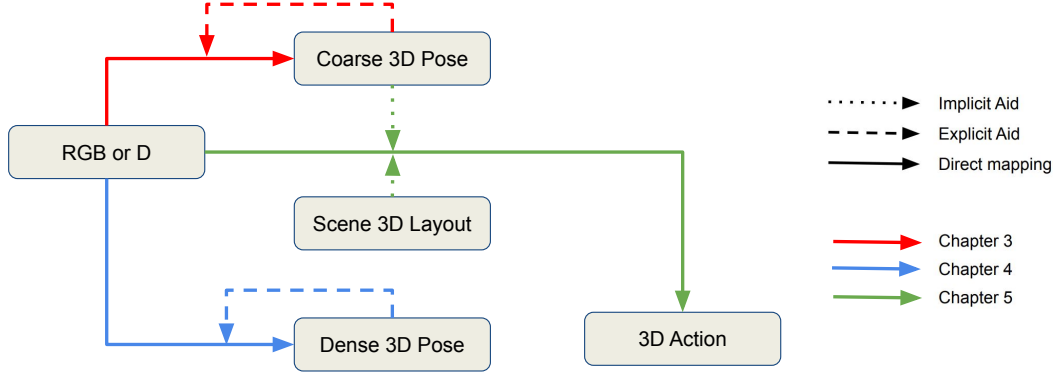 Coarse 3D Pose
RGB or D
Scene 3D Layout
Dense 3D Pose
3D Action
Implicit Aid
Explicit Aid
Direct mapping
Chapter 3
Chapter 4
Chapter 5